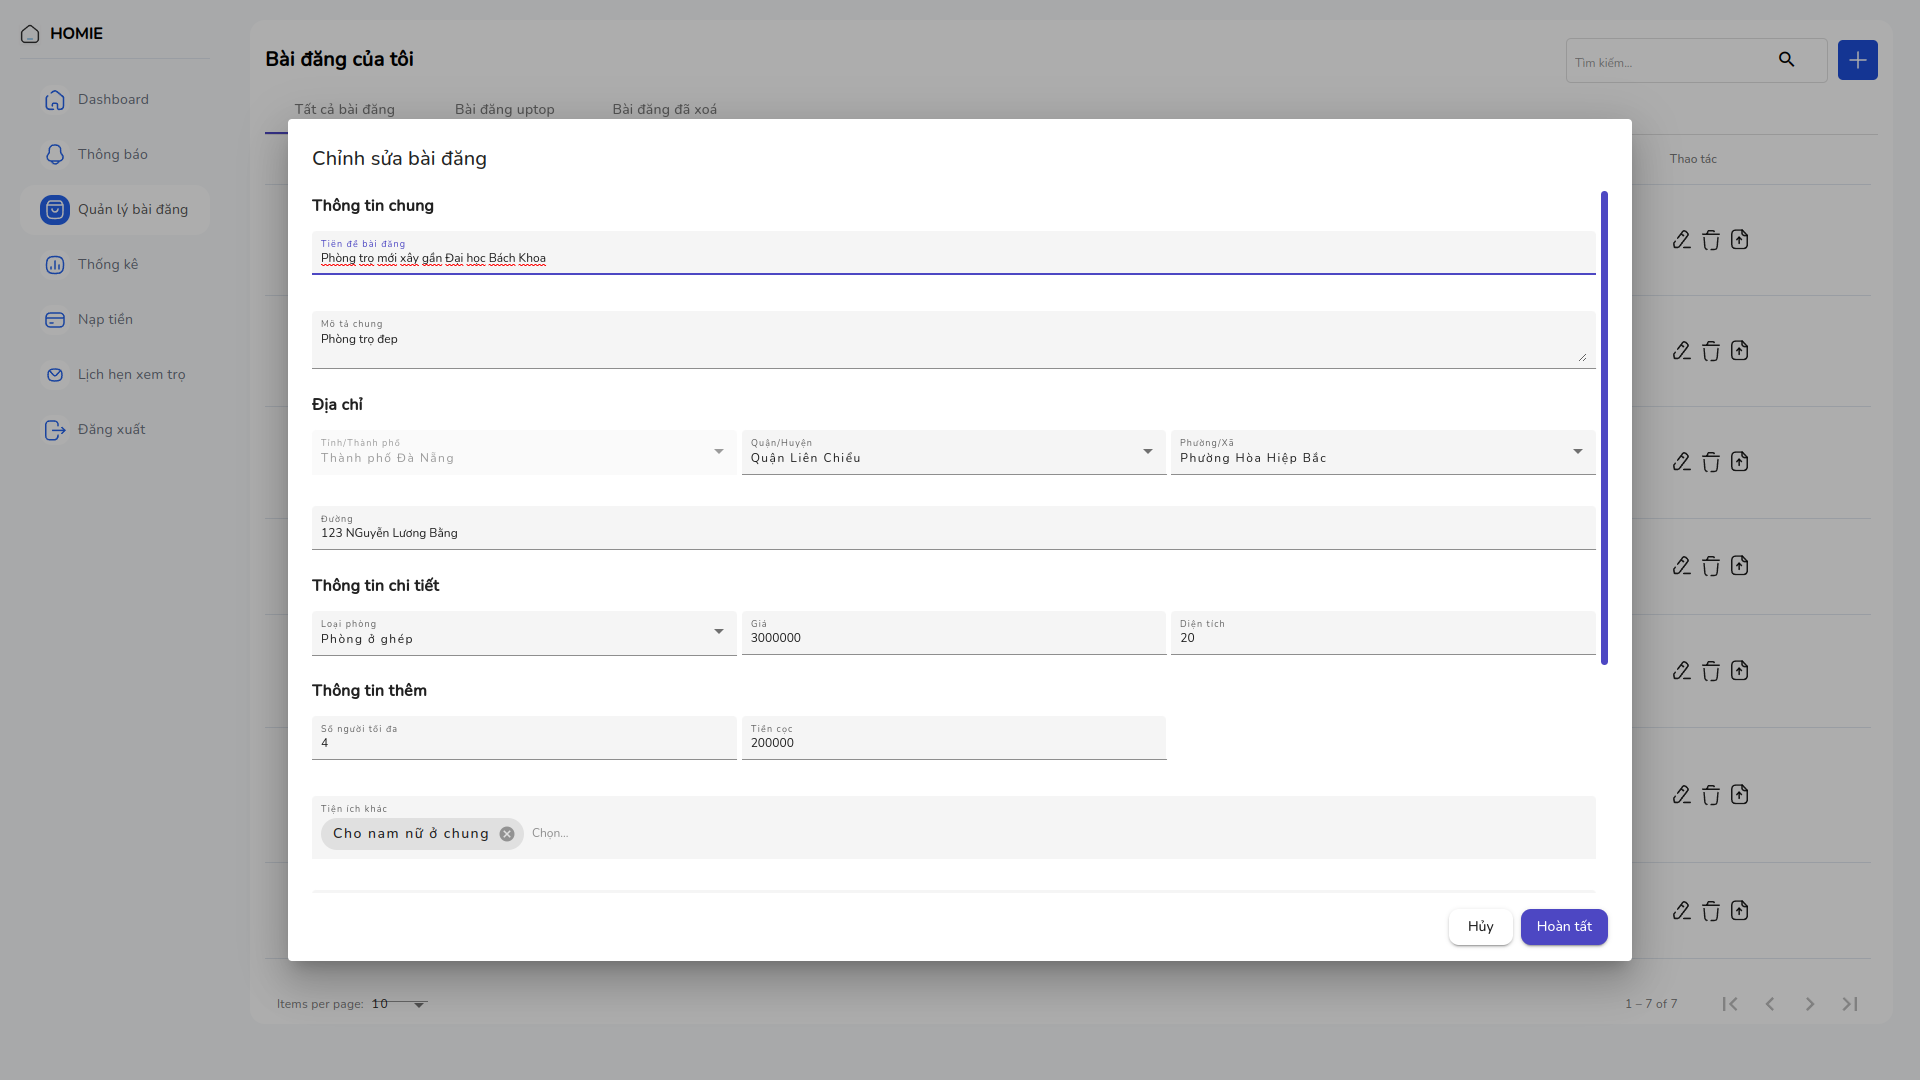 HOMIE
Dashboard
Thông báo
Quản lý bài đăng
Thống kê
Nạp tiền
Lịch hẹn xem trọ
Đăng xuất
Bài đăng của tôi
Tìm kiếm...
Tất cả bài đăng Bài đăng uptop Bài đăng đã xoá
Thao tác
Chỉnh sửa bài đăng
Thông tin chung
Tiên đề bài đăng
Phòng trọ mới xây gần Đại học Bách Khoa
Mô tả chung
Phòng trọ đẹp
Địa chỉ
Tỉnh/Thành phố Quận/Huyện Phường/Xã
Thành phố Đà Nẵng Quận Liên Chiểu Phường Hòa Hiệp Bắc
Đường
123 NGuyễn Lương Bằng
Thông tin chi tiết
Loại phòng Giá Diện tích
Phòng ở ghép 3000000 20
Thông tin thêm
Số người tối đa Tiền cọc
4 200000
Tiện ích khác
Cho nam nữ ở chung Chọn...
Hủy Hoàn tất
Items per page: 10 1 – 7 of 7